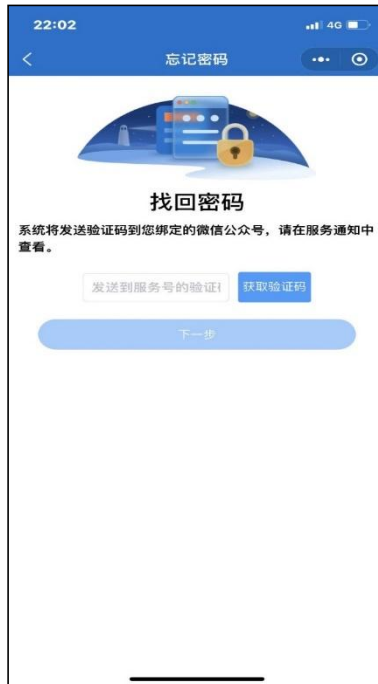 22:02
4G
忘记密码
找回密码
系统将发送验证码到您绑定的微信公众号，请在服务通知中
查看。
发送到服务号的验证
获取验证码
下一步